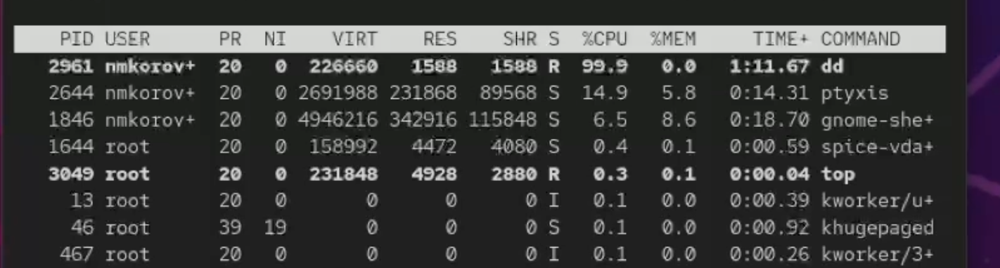 PID USER PR NI VIRT RES SHR S %CPU %MEM TIME+ COMMAND
2961 nmkorov+ 20 0 226660 1588 1588 R 99.9 0.0 1:11.67 dd
2644 nmkorov+ 20 0 2691988 231868 89568 S 14.9 5.8 0:14.31 ptyxis
1846 nmkorov+ 20 0 4946216 342916 115848 S 6.5 8.6 0:18.70 gnome-she+
1644 root 20 0 158992 4472 4080 S 0.4 0.1 0:00.59 spice-vda+
3049 root 20 0 231848 4928 2880 R 0.3 0.1 0:00.04 top
13 root 20 0 0 0 0 I 0.1 0.0 0:00.39 kworker/u+
46 root 39 19 0 0 0 S 0.1 0.0 0:00.92 khugepaged
467 root 20 0 0 0 0 I 0.1 0.0 0:00.26 kworker/3+